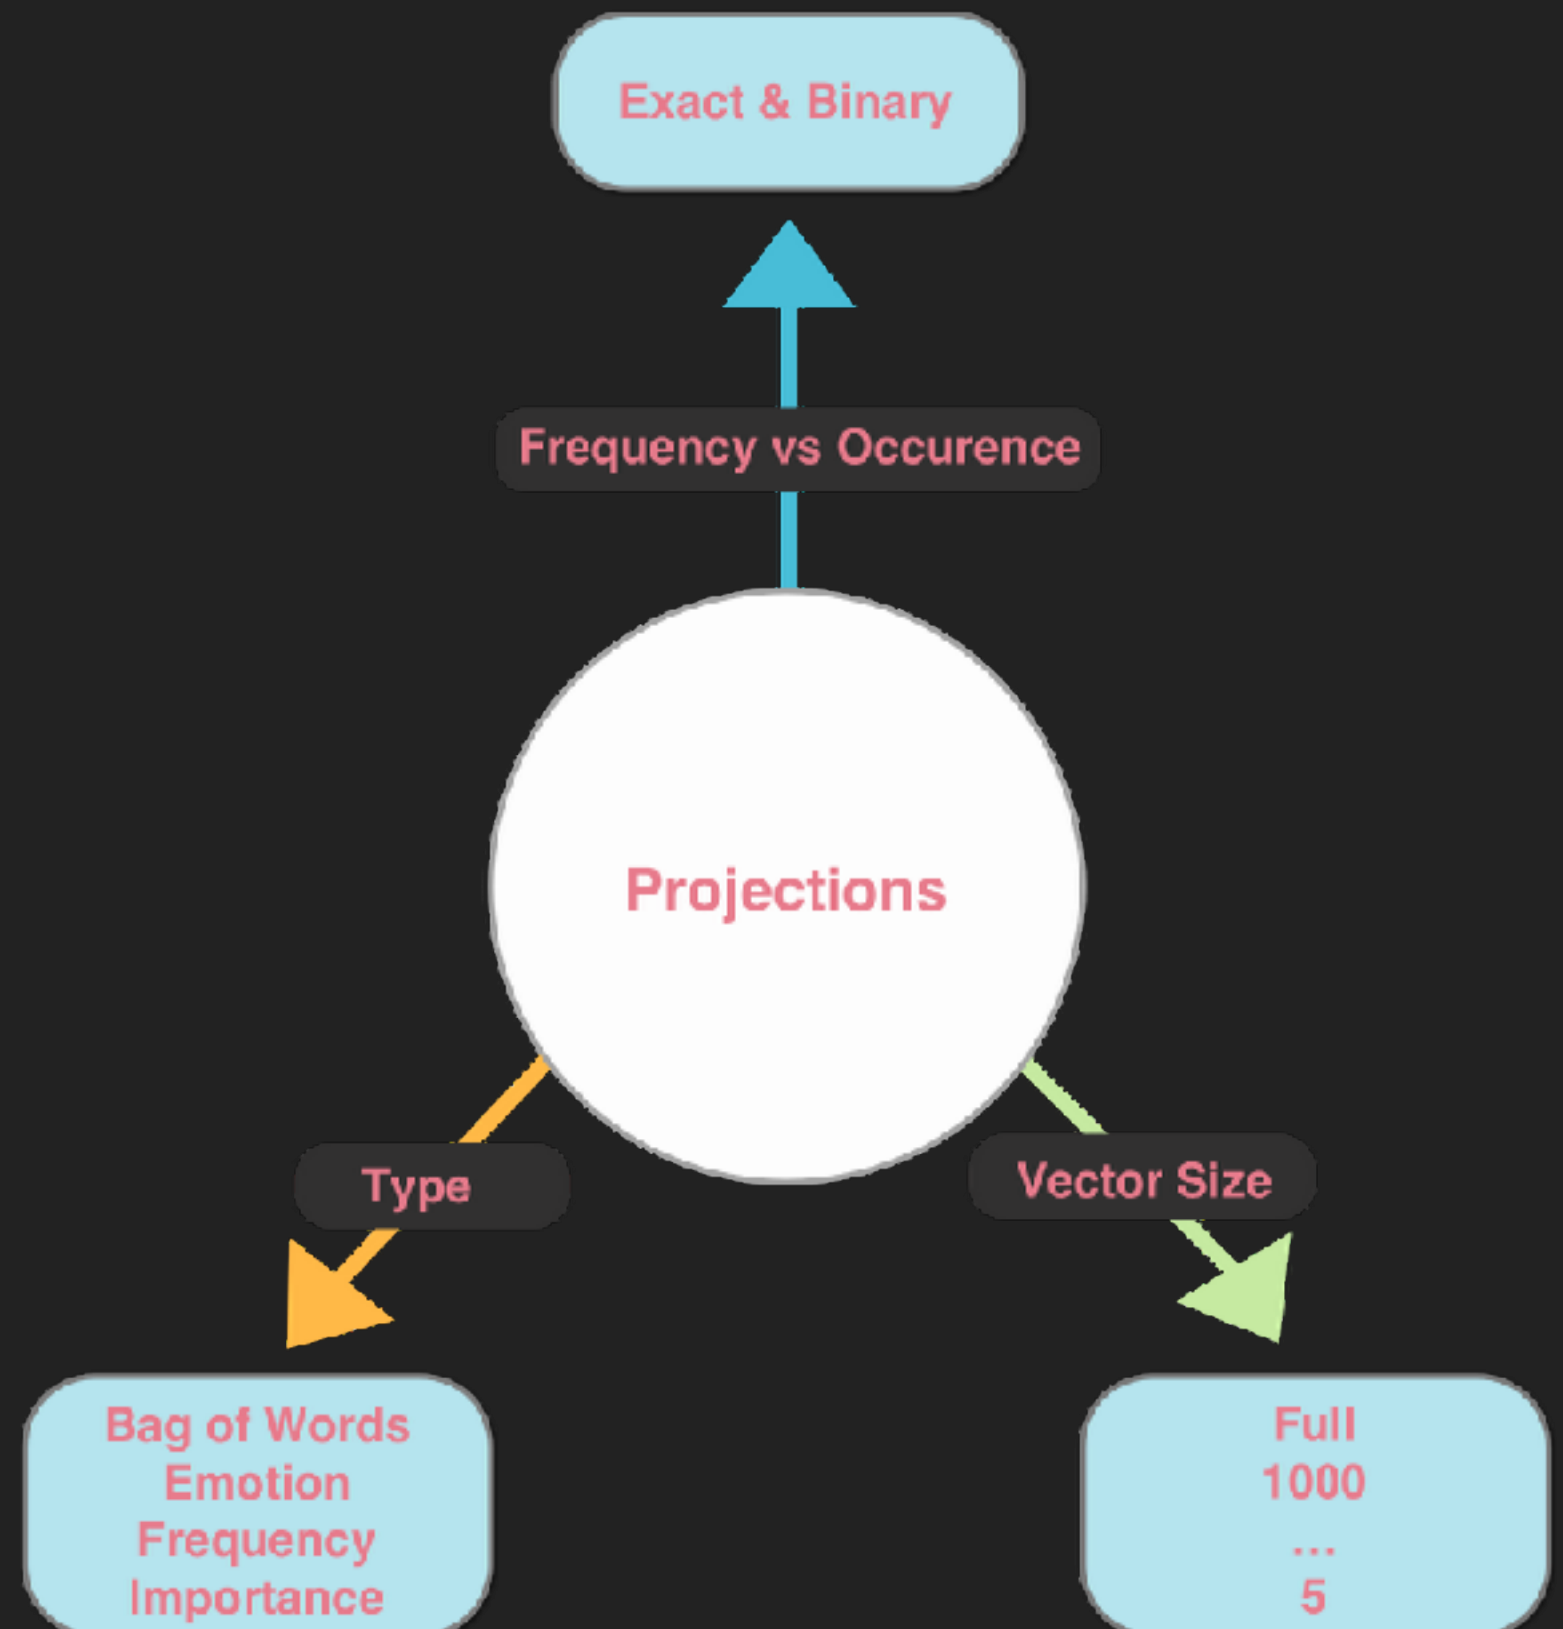 Exact & Binary
Frequency vs Occurence
Projections
Type
Vector Size
Bag of Words
Emotion
Frequency
Importance
Full
1000
...
5